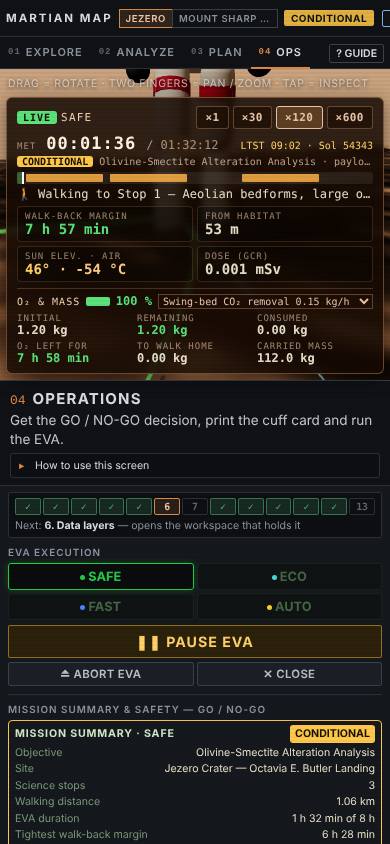 MARTIAN MAP JEZERO MOUNT SHARP … CONDITIONAL
01 EXPLORE 02 ANALYZE 03 PLAN 04 OPS ? GUIDE
DRAG = ROTATE · TWO FINGERS = PAN / ZOOM · TAP = INSPECT
LIVE SAFE ×1 ×30 ×120 ×600
MET 00:01:36 / 01:32:12 LTST 09:02 · Sol 54343
CONDITIONAL Olivine-Smectite Alteration Analysis · paylo…
Walking to Stop 1 — Aeolian bedforms, large o…
WALK-BACK MARGIN FROM HABITAT
7 h 57 min 53 m
SUN ELEV. · AIR DOSE (GCR)
46° · -54 °C 0.001 mSv
O₂ & MASS 100 % Swing-bed CO₂ removal 0.15 kg/h
INITIAL REMAINING CONSUMED
1.20 kg 1.20 kg 0.00 kg
O₂ LEFT FOR TO WALK HOME CARRIED MASS
7 h 58 min 0.00 kg 112.0 kg
04 OPERATIONS
Get the GO / NO-GO decision, print the cuff card and run
the EVA.
▸ How to use this screen
✓ ✓ ✓ ✓ ✓ 6 7 ✓ ✓ ✓ ✓ ✓ 13
Next: 6. Data layers — opens the workspace that holds it
EVA EXECUTION
SAFE ECO
FAST AUTO
❚❚ PAUSE EVA
⏏ ABORT EVA ✕ CLOSE
MISSION SUMMARY & SAFETY — GO / NO-GO
MISSION SUMMARY · SAFE CONDITIONAL
Objective Olivine-Smectite Alteration Analysis
Site Jezero Crater — Octavia E. Butler Landing
Science stops 3
Walking distance 1.06 km
EVA duration 1 h 32 min of 8 h
Tightest walk-back margin 6 h 28 min